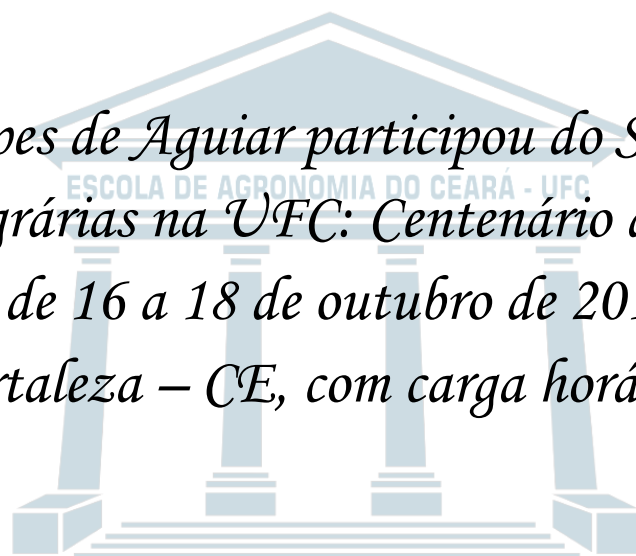 pes de Aguiar participou do S
ESCOLA DE AGRONOMIA DO CEARÁ - UFC
grárias na UFC: Centenário
de 16 a 18 de outubro de 201
rtaleza – CE, com carga horá